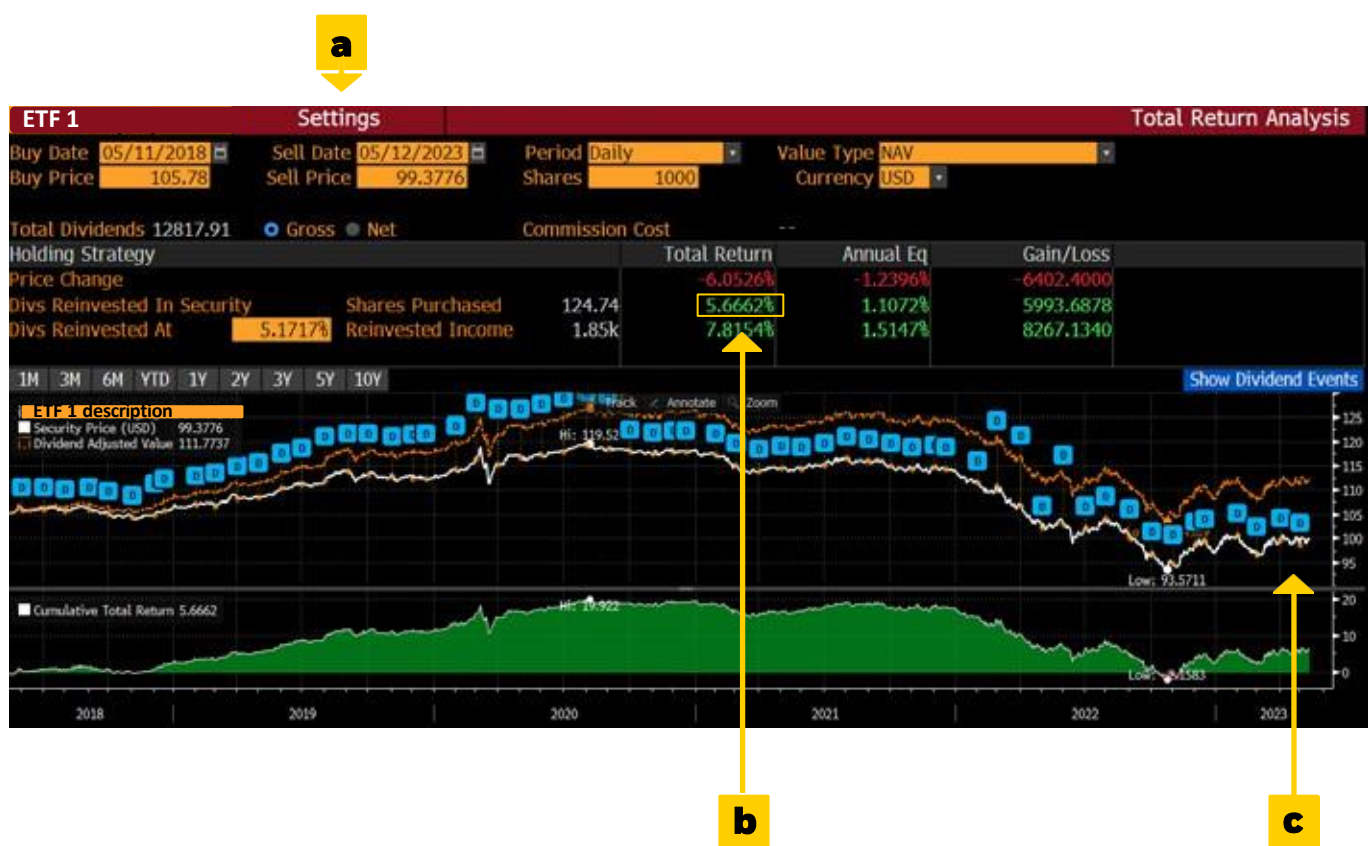 a
ETF 1 Settings Total Return Analysis
Buy Date 05/11/2018 Sell Date 05/12/2023 Period Daily Value Type NAV
Buy Price 105.78 Sell Price 99.3776 Shares 1000 Currency USD
Total Dividends 12817.91 Gross Net Commission Cost --
Holding Strategy Total Return Annual Eq Gain/Loss
Price Change -6.0526% -1.2396% -6402.4000
Divs Reinvested In Security Shares Purchased 124.74 5.6662% 1.1072% 5993.6878
Divs Reinvested At 5.1717% Reinvested Income 1.85k 7.8154% 1.5147% 8267.1340
1M 3M 6M YTD 1Y 2Y 3Y 5Y 10Y Show Dividend Events
ETF 1 description Track Annotate Zoom
Security Price (USD) 99.3776
Dividend Adjusted Value 111.7737
Hi: 119.52
125
120
115
110
105
100
95
Low: 93.5711
Cumulative Total Return 5.6662
Hi: 19.922
20
10
0
2018 2019 2020 2021 2022 2023
b c